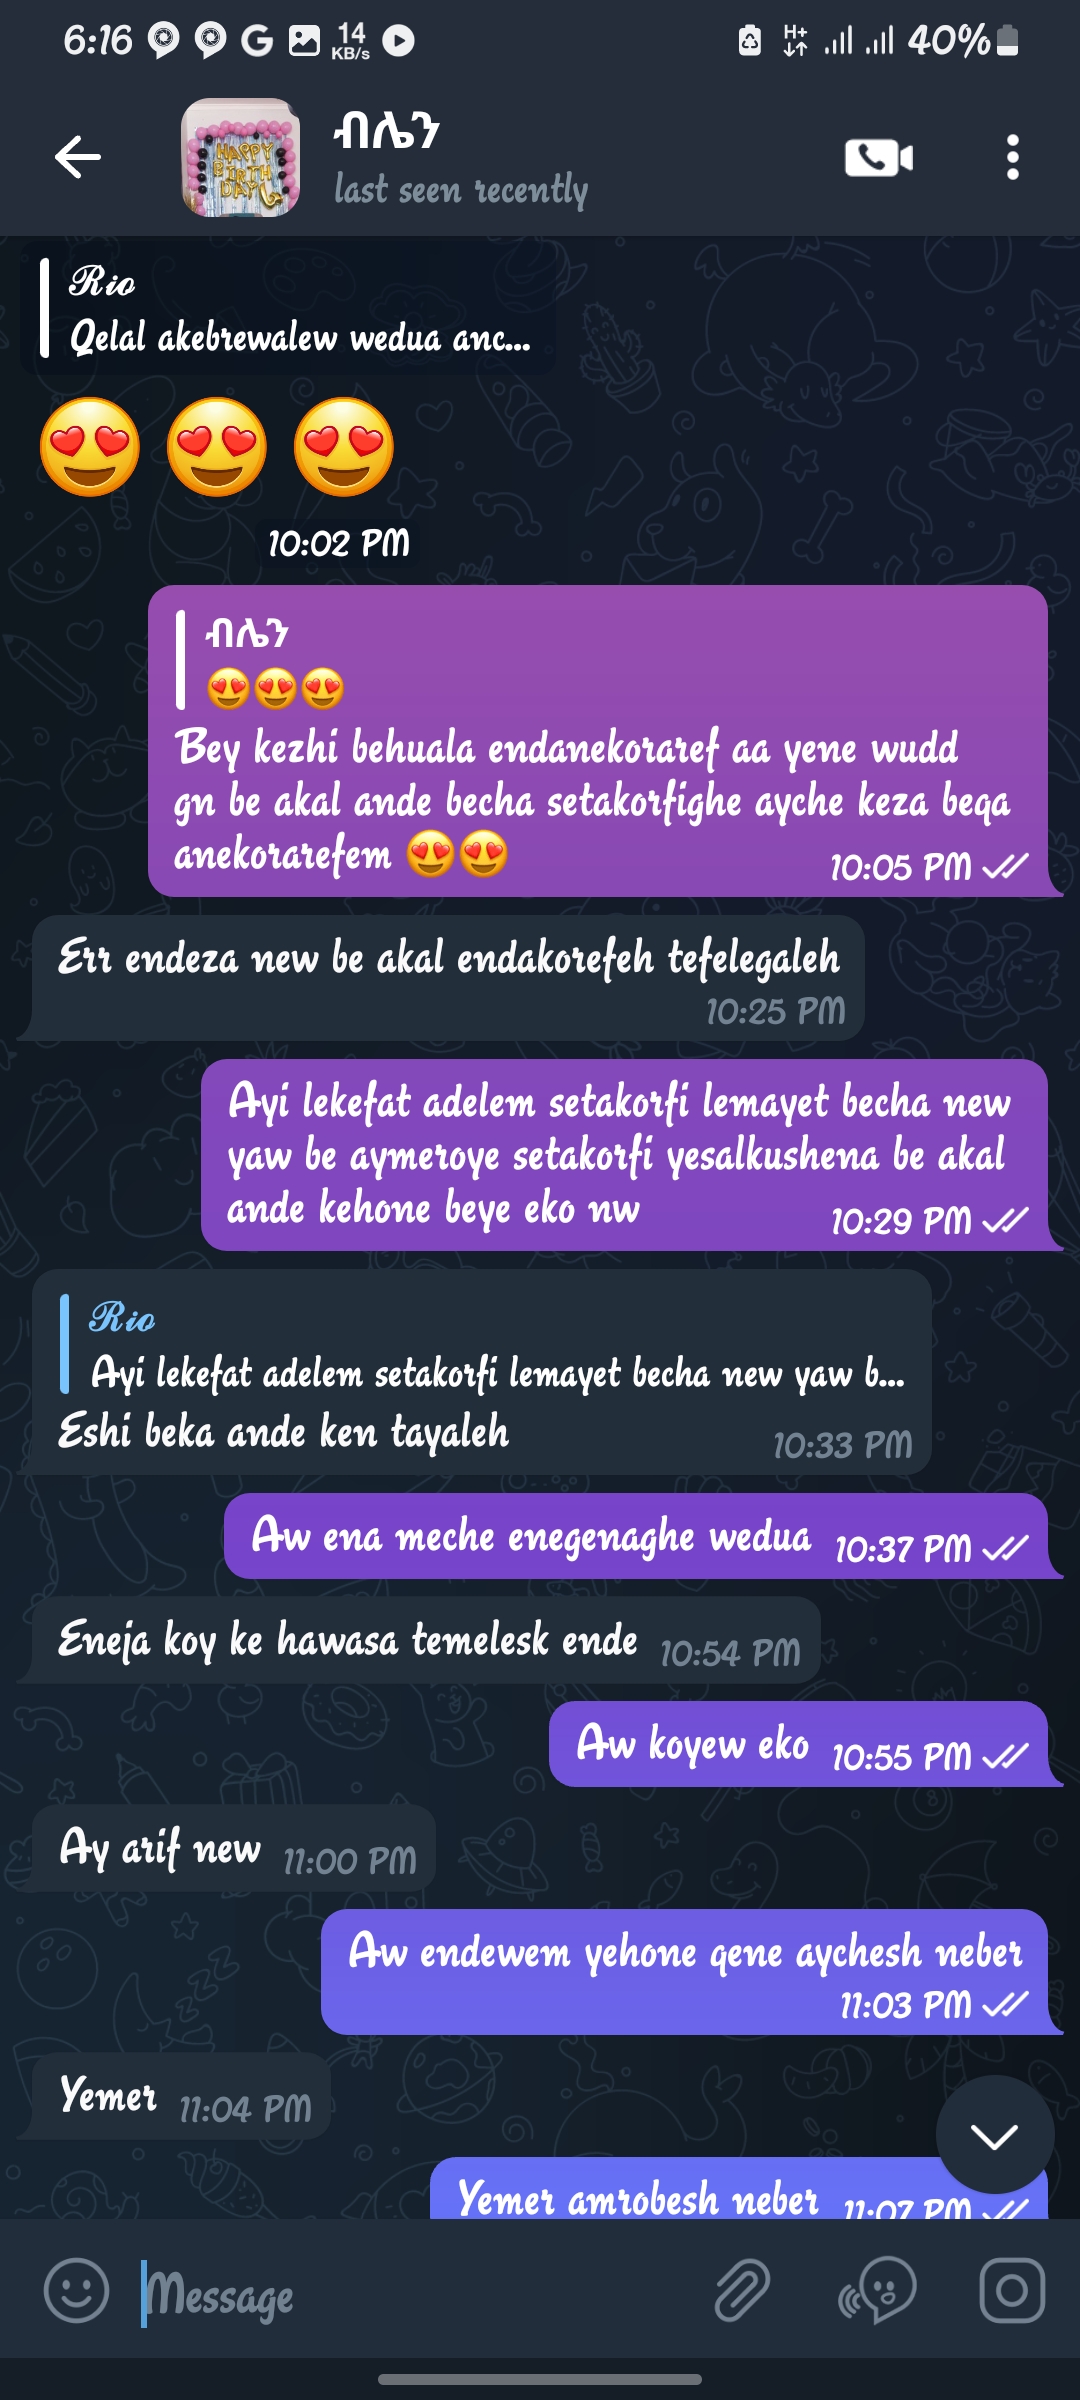 6:16 14 KB/s H+ 40%
HAPPY
BIRTH
DAY
ብሌን
last seen recently
Rio
Qelal akebrewalew wedua anc...
😍😍😍
10:02 PM
ብሌን
😍😍😍
Bey kezhi behuala endanekoraref aa yene wudd
gn be akal ande becha setakorfighe ayche keza beqa
anekorarefem 😍😍 10:05 PM
Err endeza new be akal endakorefeh tefelegaleh
10:25 PM
Ayi lekefat adelem setakorfi lemayet becha new
yaw be aymeroye setakorfi yesalkushena be akal
ande kehone beye eko nw 10:29 PM
Rio
Ayi lekefat adelem setakorfi lemayet becha new yaw b...
Eshi beka ande ken tayaleh 10:33 PM
Aw ena meche enegenaghe wedua 10:37 PM
Eneja koy ke hawasa temelesk ende 10:54 PM
Aw koyew eko 10:55 PM
Ay arif new 11:00 PM
Aw endewem yehone qene aychesh neber
11:03 PM
Yemer 11:04 PM
Yemer amrobesh neber 11:07 PM
Message